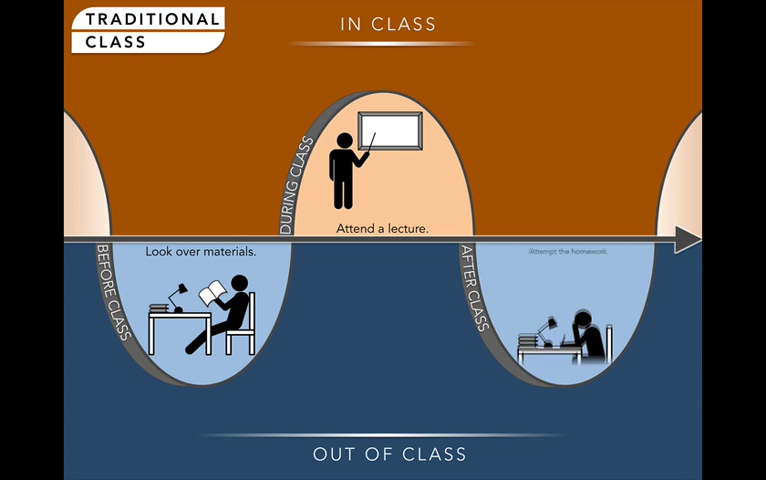 TRADITIONAL
CLASS
IN CLASS
DURING CLASS
Attend a lecture.
BEFORE CLASS
Look over materials.
AFTER CLASS
Attempt the homework.
OUT OF CLASS